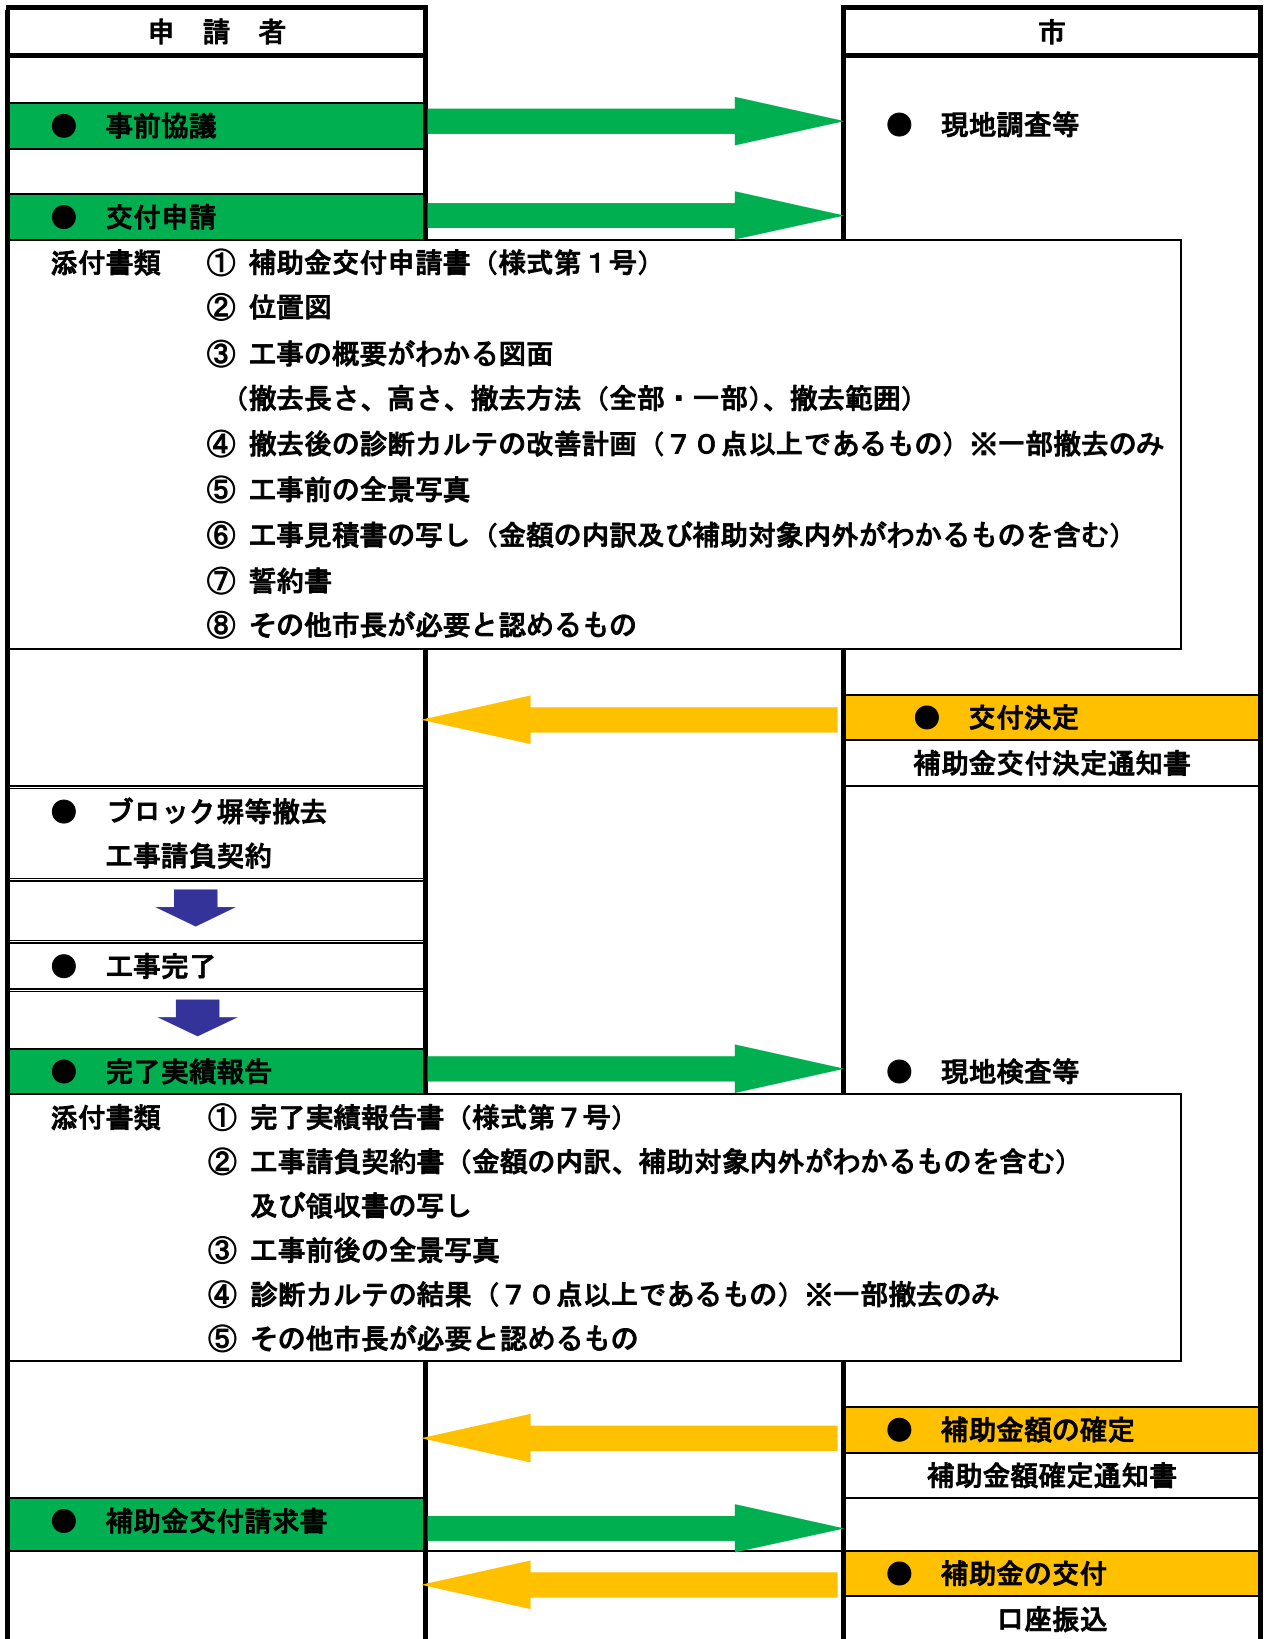 申　請　者
市
●　事前協議
●　現地調査等
●　交付申請
添付書類　① 補助金交付申請書（様式第１号）
② 位置図
③ 工事の概要がわかる図面
（撤去長さ、高さ、撤去方法（全部・一部）、撤去範囲）
④ 撤去後の診断カルテの改善計画（７０点以上であるもの）※一部撤去のみ
⑤ 工事前の全景写真
⑥ 工事見積書の写し（金額の内訳及び補助対象内外がわかるものを含む）
⑦ 誓約書
⑧ その他市長が必要と認めるもの
●　交付決定
補助金交付決定通知書
●　ブロック塀等撤去
工事請負契約
●　工事完了
●　完了実績報告
●　現地検査等
添付書類　① 完了実績報告書（様式第７号）
② 工事請負契約書（金額の内訳、補助対象内外がわかるものを含む）
及び領収書の写し
③ 工事前後の全景写真
④ 診断カルテの結果（７０点以上であるもの）※一部撤去のみ
⑤ その他市長が必要と認めるもの
●　補助金額の確定
補助金額確定通知書
●　補助金交付請求書
●　補助金の交付
口座振込